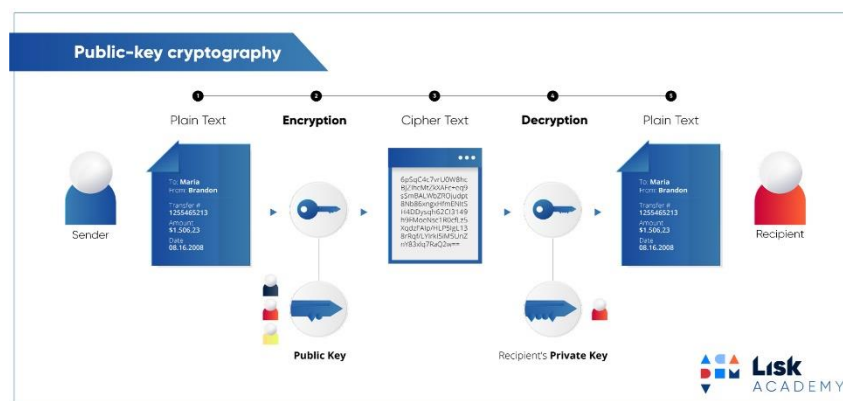 Public-key cryptography
1
2
3
4
5
Plain Text
Encryption
Cipher Text
Decryption
Plain Text
To: Maria
From: Brandon
Transfer #
1255465213
Amount
$1.506,23
Date
08.16.2008
To: Maria
From: Brandon
Transfer #
1255465213
Amount
$1.506,23
Date
08.16.2008
Sender
Recipient
Public Key
Recipient's Private Key
Lisk
ACADEMY